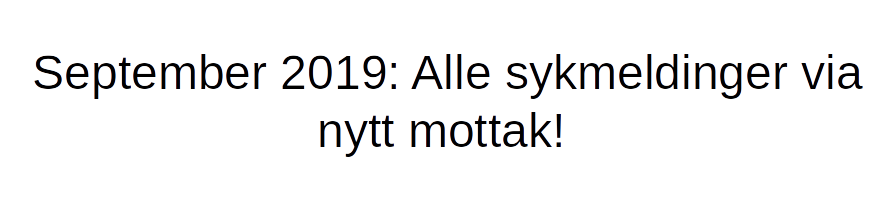 September 2019: Alle sykmeldinger via
nytt mottak!